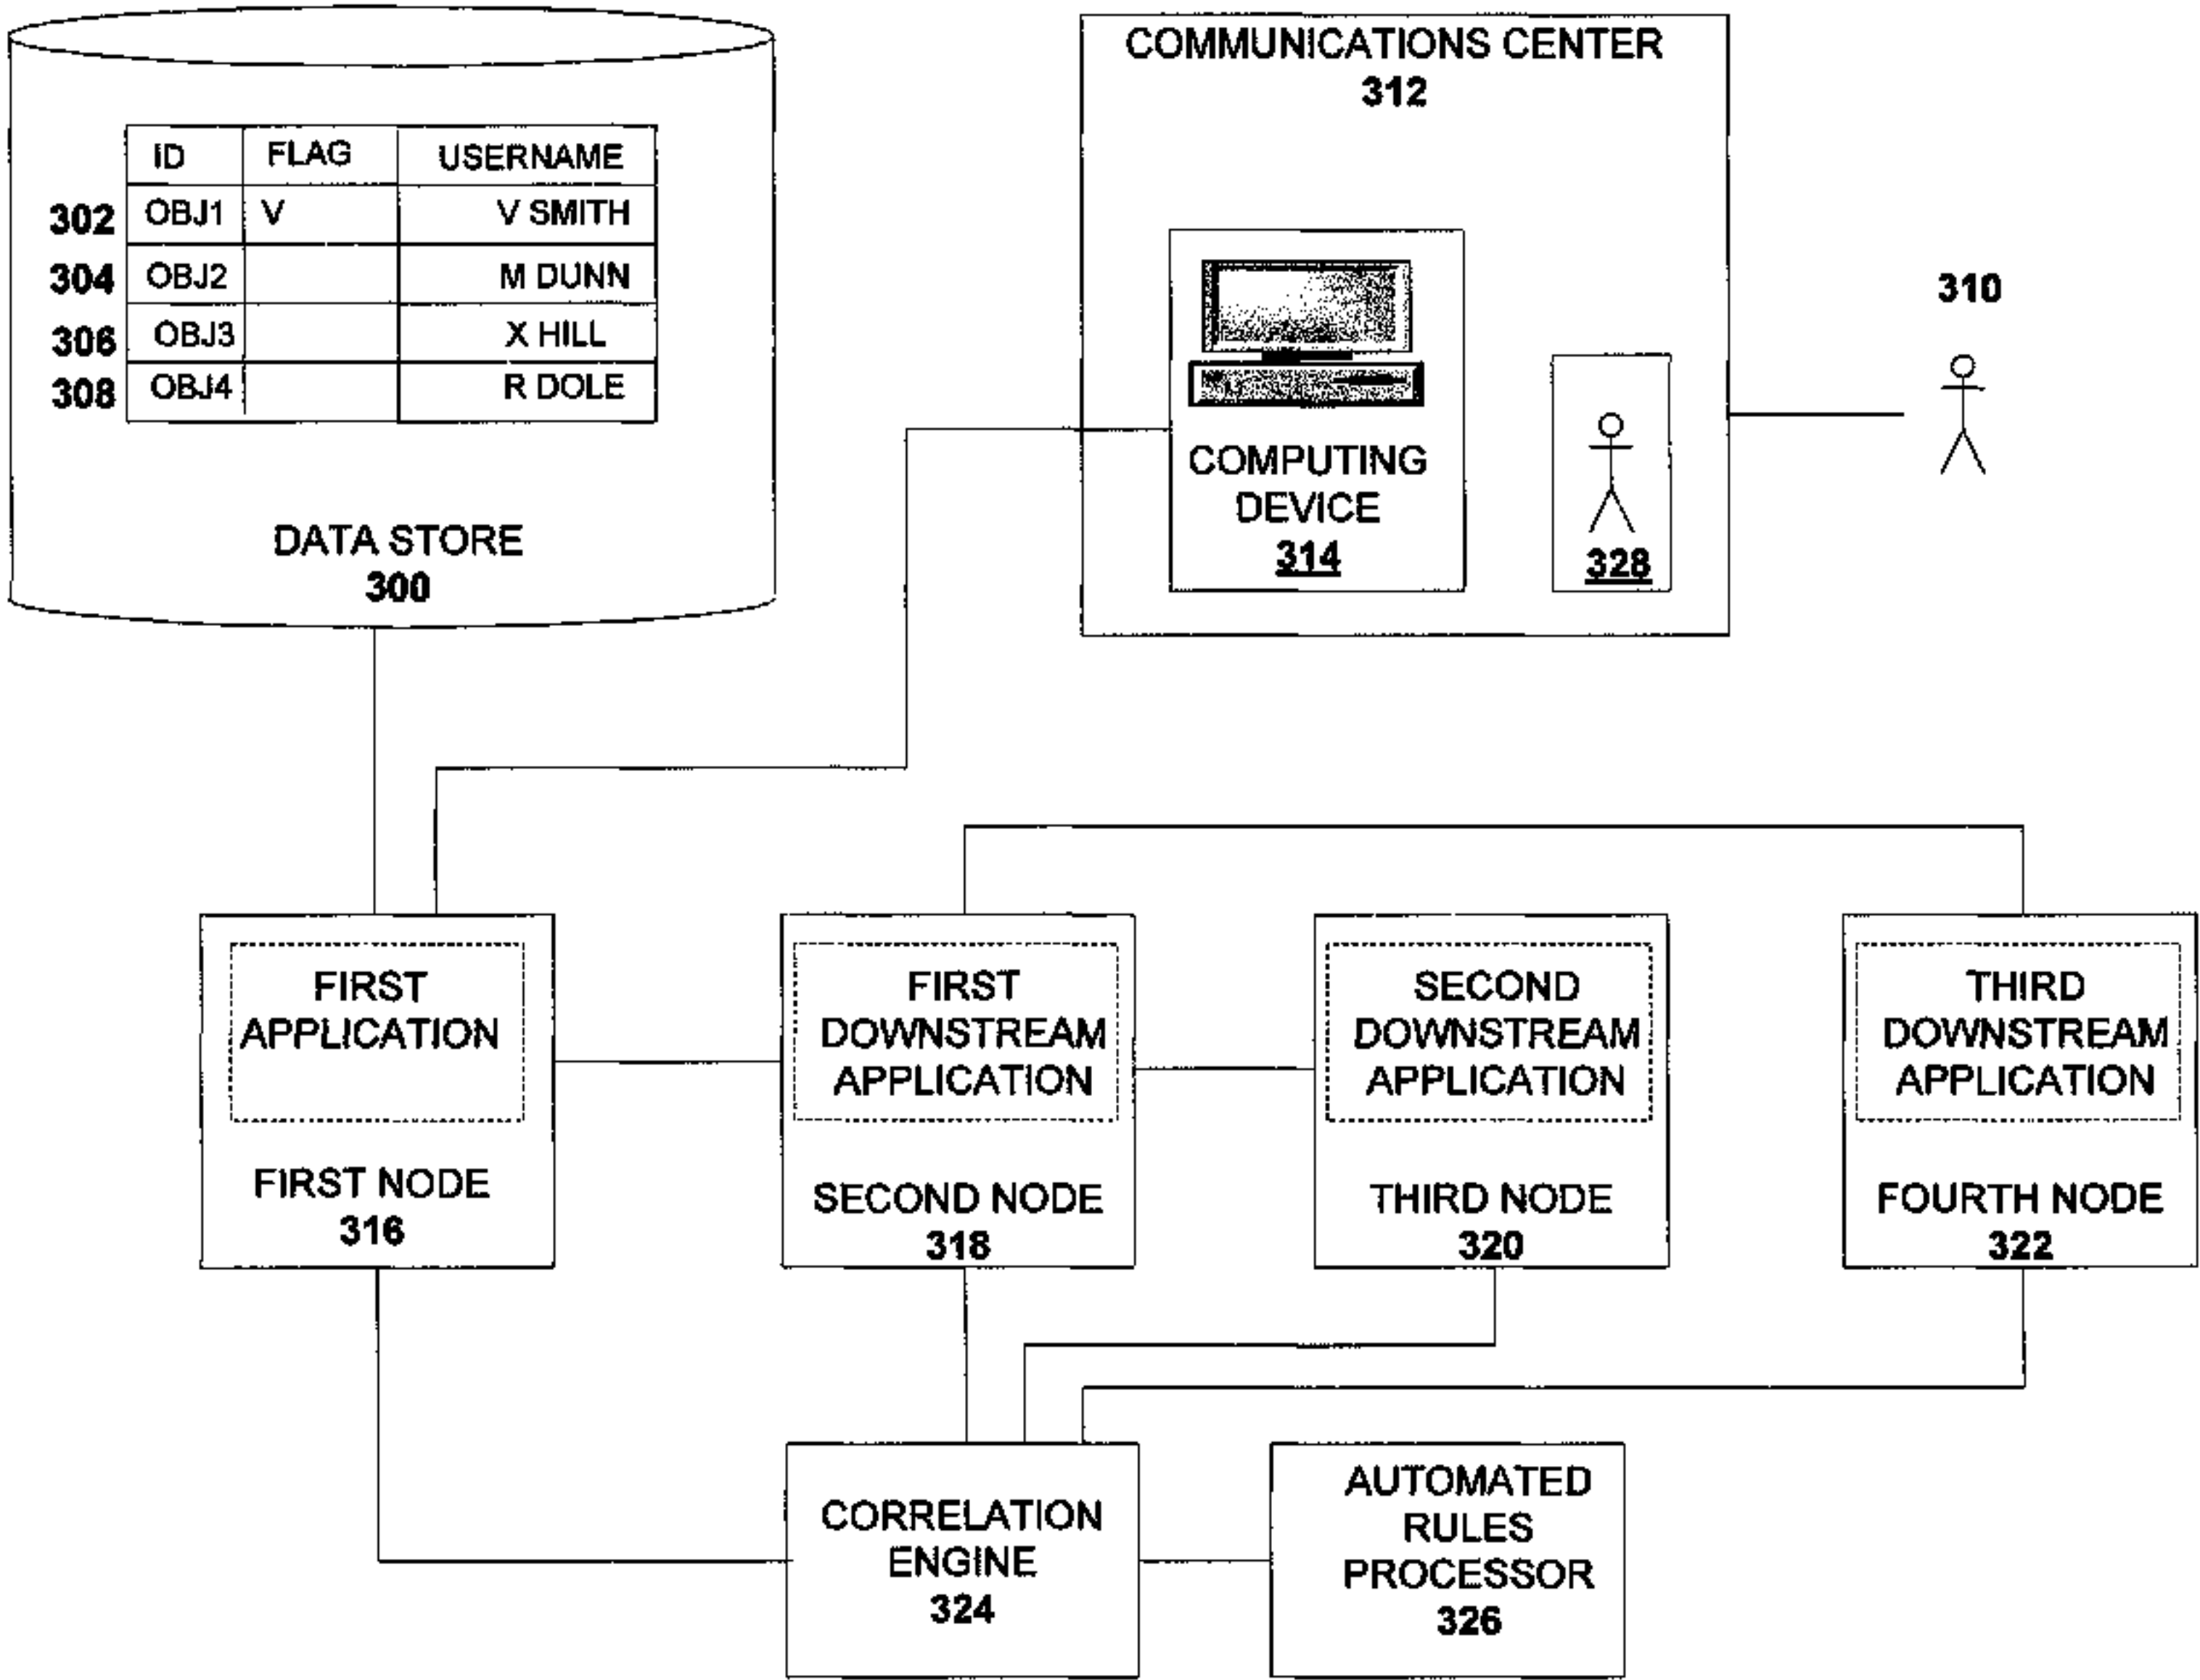 ID FLAG USERNAME
302 OBJ1 V V SMITH
304 OBJ2 M DUNN
306 OBJ3 X HILL
308 OBJ4 R DOLE
DATA STORE
300
COMMUNICATIONS CENTER
312
COMPUTING
DEVICE
314
328
310
FIRST
APPLICATION
FIRST NODE
316
FIRST
DOWNSTREAM
APPLICATION
SECOND NODE
318
SECOND
DOWNSTREAM
APPLICATION
THIRD NODE
320
THIRD
DOWNSTREAM
APPLICATION
FOURTH NODE
322
CORRELATION
ENGINE
324
AUTOMATED
RULES
PROCESSOR
326